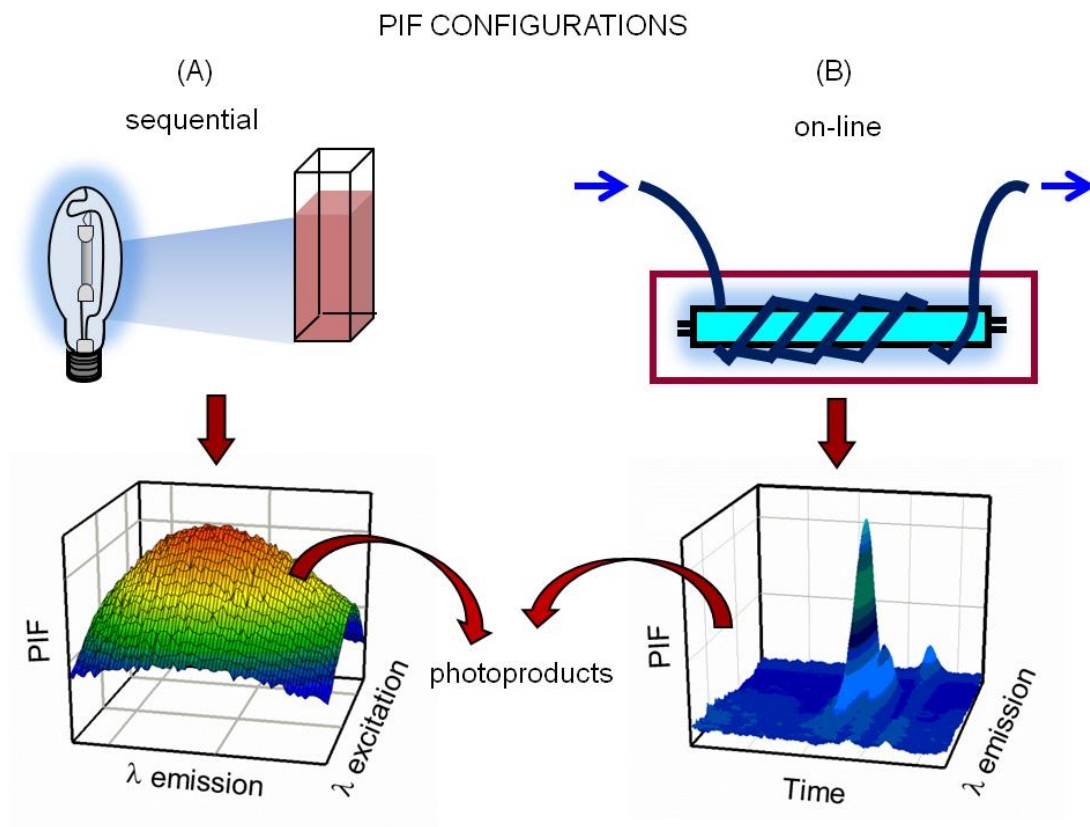 PIF CONFIGURATIONS
(A)
sequential
(B)
on-line
PIF
λ emission
λ excitation
photoproducts
PIF
Time
λ emission